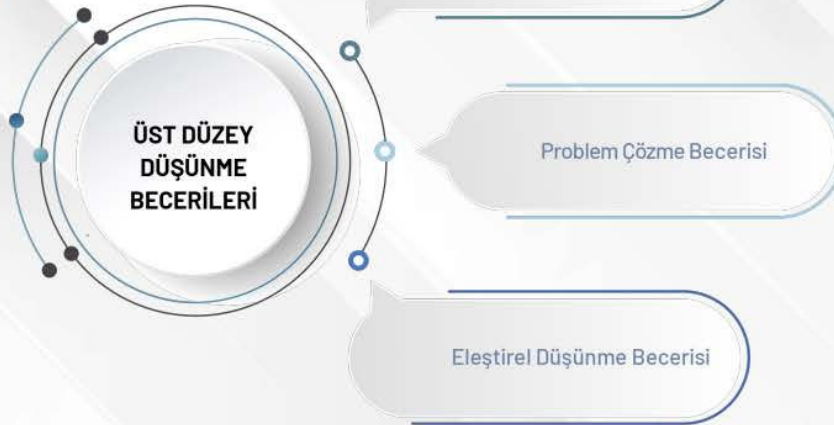 ÜST DÜZEY
DÜŞÜNME
BECERİLERİ
Problem Çözme Becerisi
Eleştirel Düşünme Becerisi